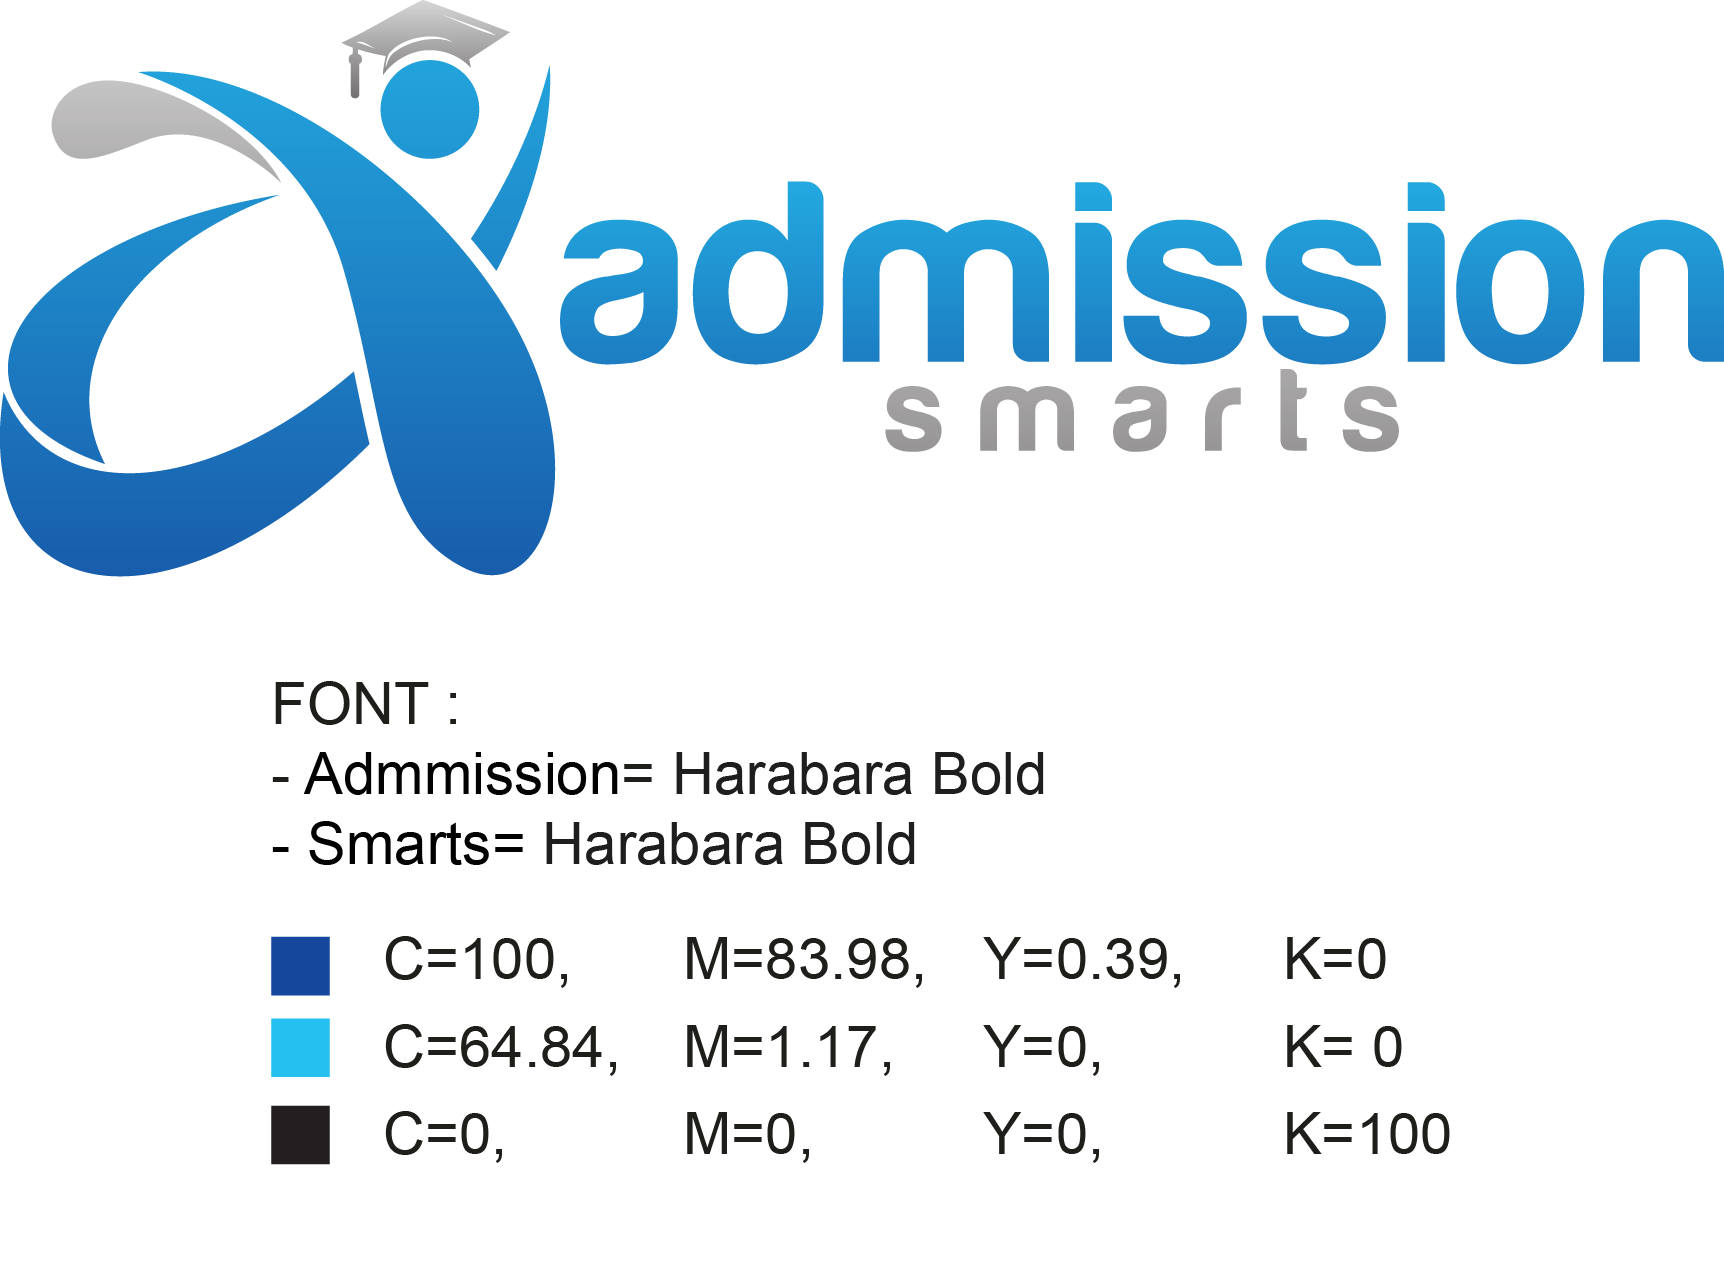 admission
smarts
FONT :
- Admmission= Harabara Bold
- Smarts= Harabara Bold
C=100, M=83.98, Y=0.39, K=0
C=64.84, M=1.17, Y=0, K= 0
C=0, M=0, Y=0, K=100